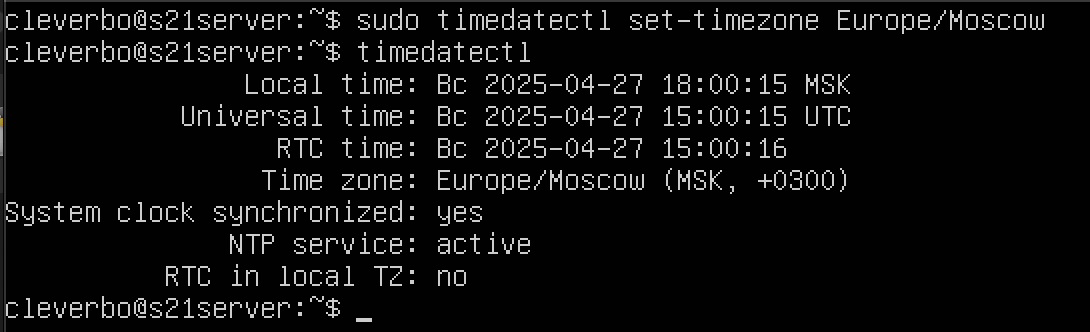 cleverbo@s21server:~$ sudo timedatectl set-timezone Europe/Moscow
cleverbo@s21server:~$ timedatectl
Local time: Вс 2025-04-27 18:00:15 MSK
Universal time: Вс 2025-04-27 15:00:15 UTC
RTC time: Вс 2025-04-27 15:00:16
Time zone: Europe/Moscow (MSK, +0300)
System clock synchronized: yes
NTP service: active
RTC in local TZ: no
cleverbo@s21server:~$ _